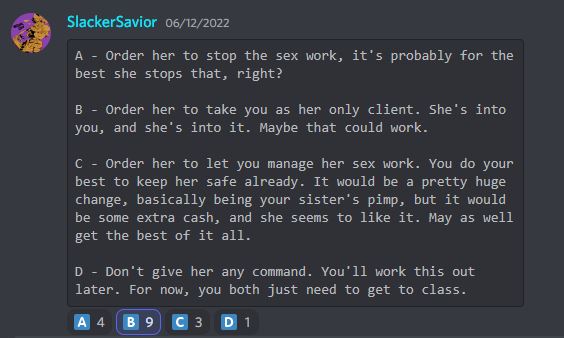 SlackerSavior 06/12/2022
A - Order her to stop the sex work, it's probably for the
best she stops that, right?
B - Order her to take you as her only client. She's into
you, and she's into it. Maybe that could work.
C - Order her to let you manage her sex work. You do your
best to keep her safe already. It would be a pretty huge
change, basically being your sister's pimp, but it would
be some extra cash, and she seems to like it. May as well
get the best of it all.
D - Don't give her any command. You'll work this out
later. For now, you both just need to get to class.
A 4 B 9 C 3 D 1